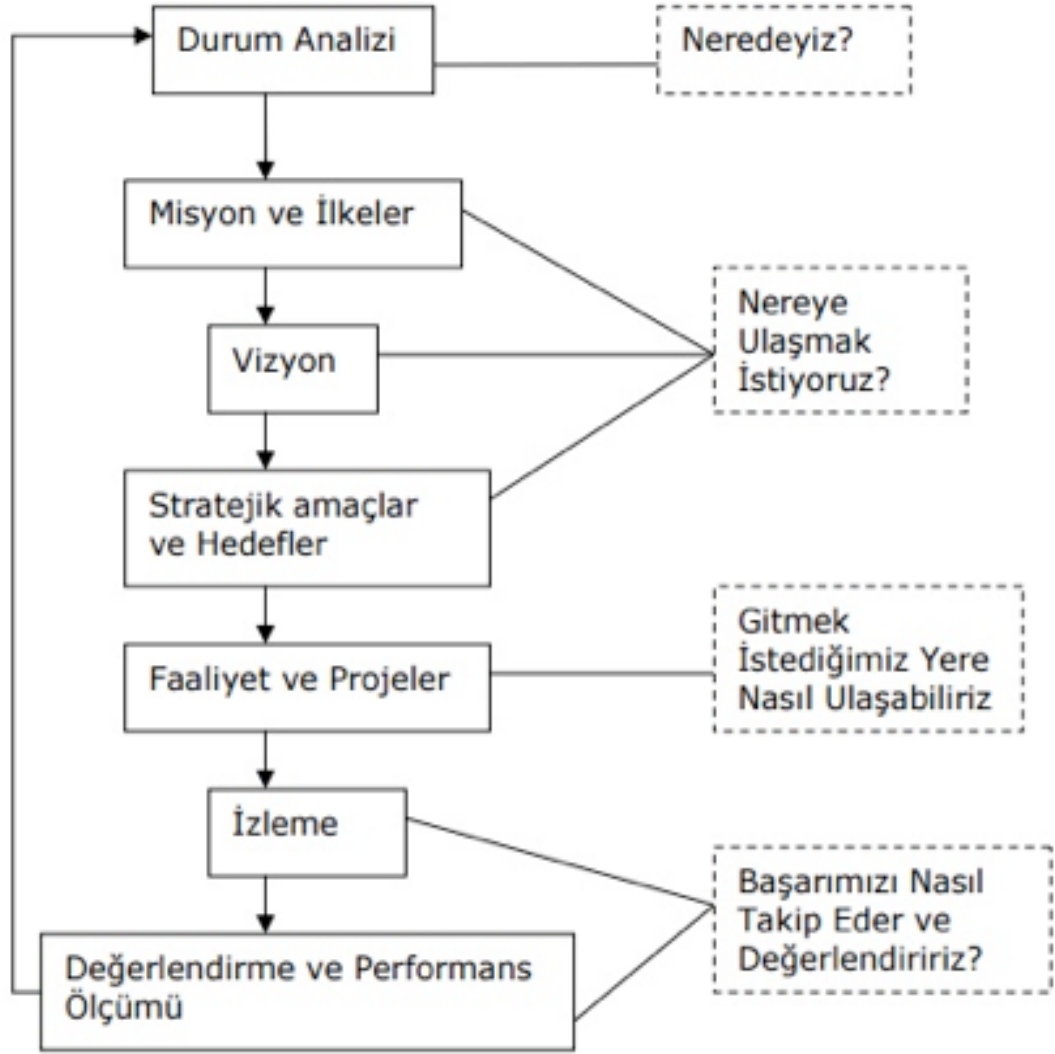 Durum Analizi
Neredeyiz?
Misyon ve İlkeler
Nereye
Ulaşmak
İstiyoruz?
Vizyon
Stratejik amaçlar
ve Hedefler
Gitmek
İstediğimiz Yere
Nasıl Ulaşabiliriz
Faaliyet ve Projeler
İzleme
Başarımızı Nasıl
Takip Eder ve
Değerlendiririz?
Değerlendirme ve Performans
Ölçümü